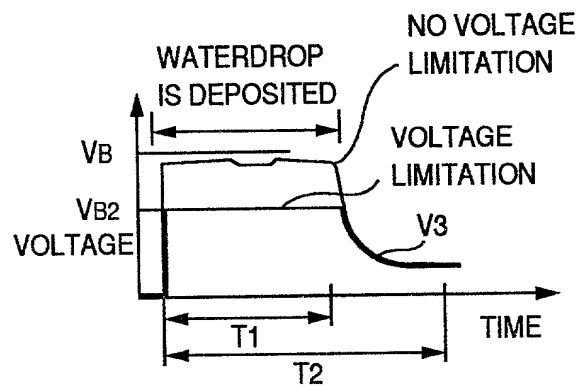 NO VOLTAGE
LIMITATION
WATERDROP
IS DEPOSITED
VOLTAGE
LIMITATION
VB
VB2
VOLTAGE
V3
T1
TIME
T2